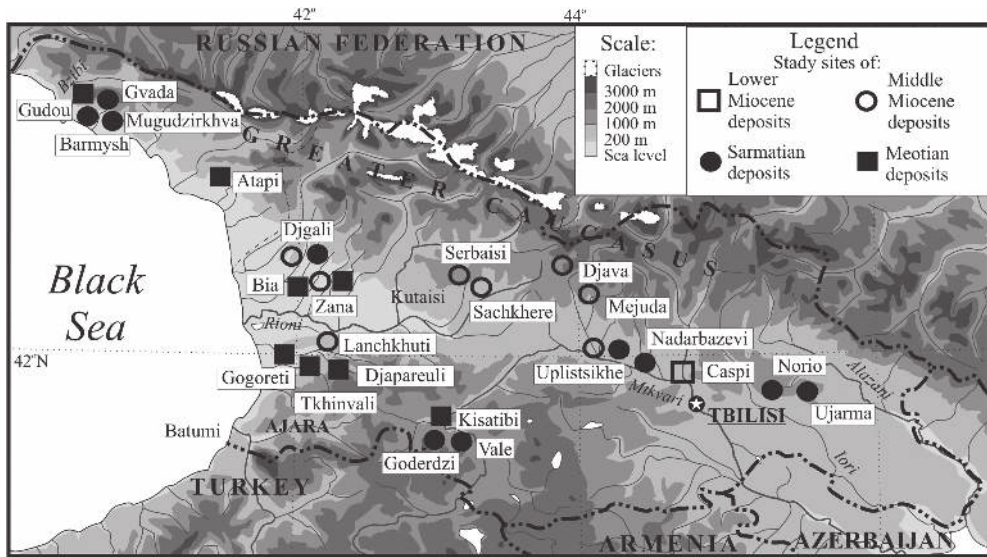 42°
44°
RUSSIAN FEDERATION
Scale:
Glaciers
3000 m
2000 m
1000 m
200 m
Sea level
Legend
Study sites of:
Lower
Miocene
deposits
Middle
Miocene
deposits
Sarmatian
deposits
Meotian
deposits
Gvada
Gudou
Mugudzirkhva
Barmysh
GREATER CAUCASUS
Atapi
Djgali
Black
Sea
Bia
Zana
Serbaisi
Kutaisi
Sachkhere
Djava
Mejuda
Rioni
Lanchkhuti
42°N
Nadarbazevi
Gogoreti
Djapareuli
Uplistsikhe
Caspi
Norio
Alazani
Tkhinvali
Mtkvari
TBILISI
Ujarma
Batumi
AJARA
Kisatibi
Goderdzi
Vale
Iori
TURKEY
ARMENIA
AZERBAIJAN